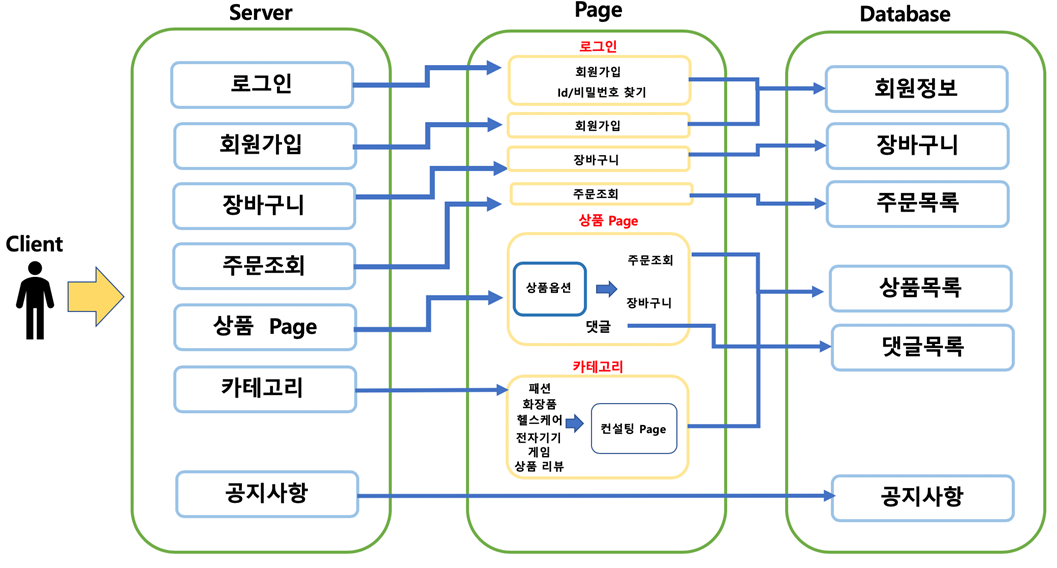 Server
Page
Database
Client
로그인
회원가입
장바구니
주문조회
상품 Page
카테고리
공지사항
로그인
회원가입
Id/비밀번호 찾기
회원가입
장바구니
주문조회
상품 Page
상품옵션
주문조회
장바구니
댓글
카테고리
패션
화장품
헬스케어
전자기기
게임
상품 리뷰
컨설팅 Page
회원정보
장바구니
주문목록
상품목록
댓글목록
공지사항